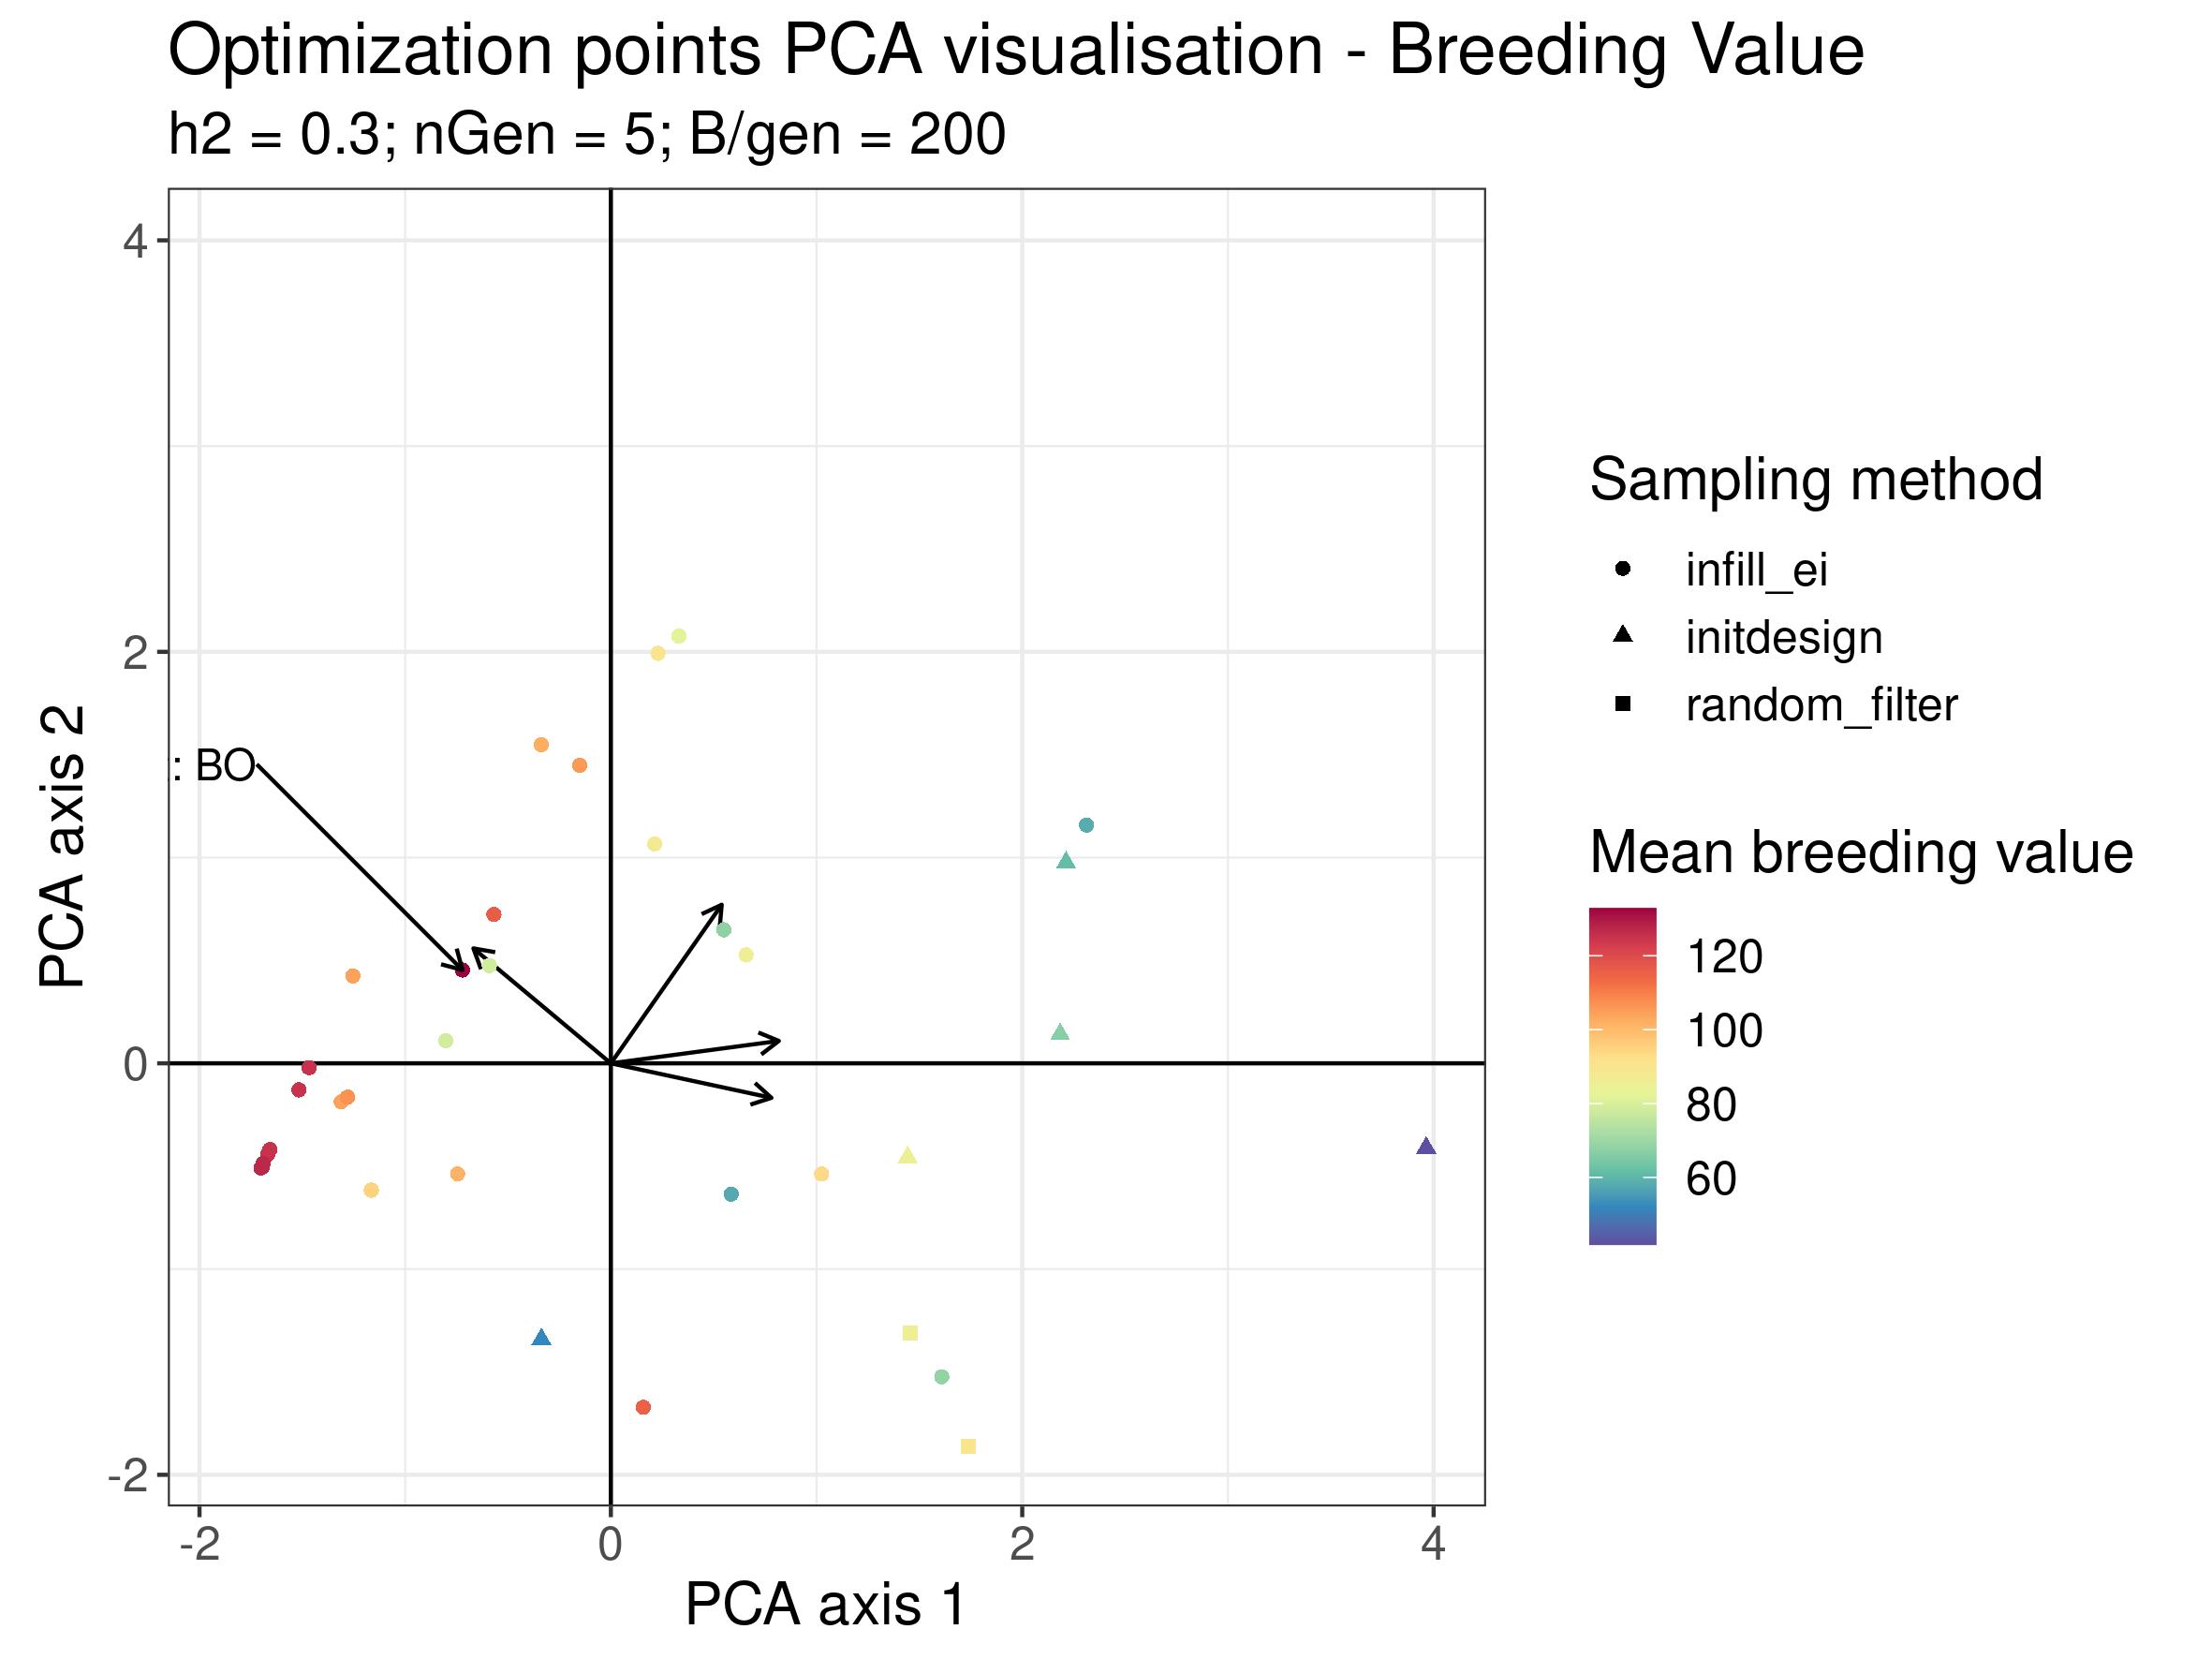 Optimization points PCA visualisation - Breeding Value
h2 = 0.3; nGen = 5; B/gen = 200
4
2
0
-2
PCA axis 2
: BO
-2
0
2
4
PCA axis 1
Sampling method
infill_ei
initdesign
random_filter
Mean breeding value
120
100
80
60